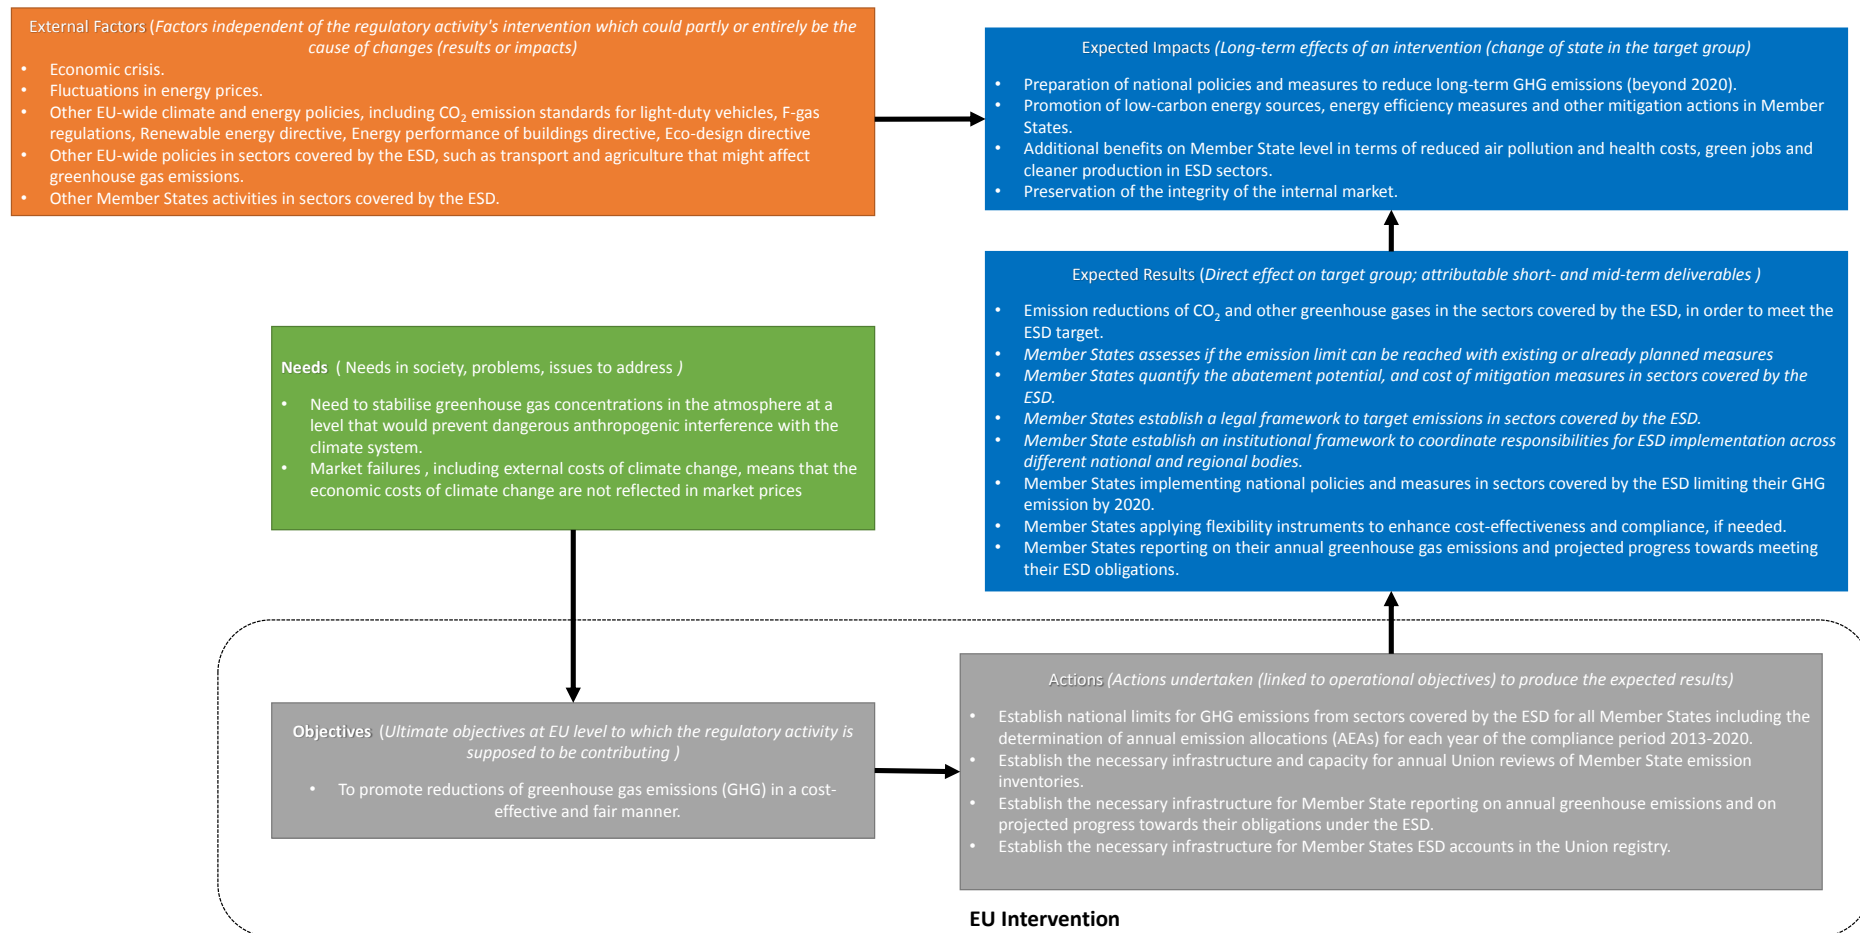 External Factors (Factors independent of the regulatory activity's intervention which could partly or entirely be the
cause of changes (results or impacts)
• Economic crisis.
• Fluctuations in energy prices.
• Other EU-wide climate and energy policies, including CO2 emission standards for light-duty vehicles, F-gas
regulations, Renewable energy directive, Energy performance of buildings directive, Eco-design directive
• Other EU-wide policies in sectors covered by the ESD, such as transport and agriculture that might affect
greenhouse gas emissions.
• Other Member States activities in sectors covered by the ESD.
Expected Impacts (Long-term effects of an intervention (change of state in the target group)
• Preparation of national policies and measures to reduce long-term GHG emissions (beyond 2020).
• Promotion of low-carbon energy sources, energy efficiency measures and other mitigation actions in Member
States.
• Additional benefits on Member State level in terms of reduced air pollution and health costs, green jobs and
cleaner production in ESD sectors.
• Preservation of the integrity of the internal market.
Expected Results (Direct effect on target group; attributable short- and mid-term deliverables )
• Emission reductions of CO2 and other greenhouse gases in the sectors covered by the ESD, in order to meet the
ESD target.
• Member States assesses if the emission limit can be reached with existing or already planned measures
• Member States quantify the abatement potential, and cost of mitigation measures in sectors covered by the
ESD.
• Member States establish a legal framework to target emissions in sectors covered by the ESD.
• Member State establish an institutional framework to coordinate responsibilities for ESD implementation across
different national and regional bodies.
• Member States implementing national policies and measures in sectors covered by the ESD limiting their GHG
emission by 2020.
• Member States applying flexibility instruments to enhance cost-effectiveness and compliance, if needed.
• Member States reporting on their annual greenhouse gas emissions and projected progress towards meeting
their ESD obligations.
Needs ( Needs in society, problems, issues to address )
• Need to stabilise greenhouse gas concentrations in the atmosphere at a
level that would prevent dangerous anthropogenic interference with the
climate system.
• Market failures , including external costs of climate change, means that the
economic costs of climate change are not reflected in market prices
Objectives (Ultimate objectives at EU level to which the regulatory activity is
supposed to be contributing )
• To promote reductions of greenhouse gas emissions (GHG) in a cost-
effective and fair manner.
Actions (Actions undertaken (linked to operational objectives) to produce the expected results)
• Establish national limits for GHG emissions from sectors covered by the ESD for all Member States including the
determination of annual emission allocations (AEAs) for each year of the compliance period 2013-2020.
• Establish the necessary infrastructure and capacity for annual Union reviews of Member State emission
inventories.
• Establish the necessary infrastructure for Member State reporting on annual greenhouse emissions and on
projected progress towards their obligations under the ESD.
• Establish the necessary infrastructure for Member States ESD accounts in the Union registry.
EU Intervention